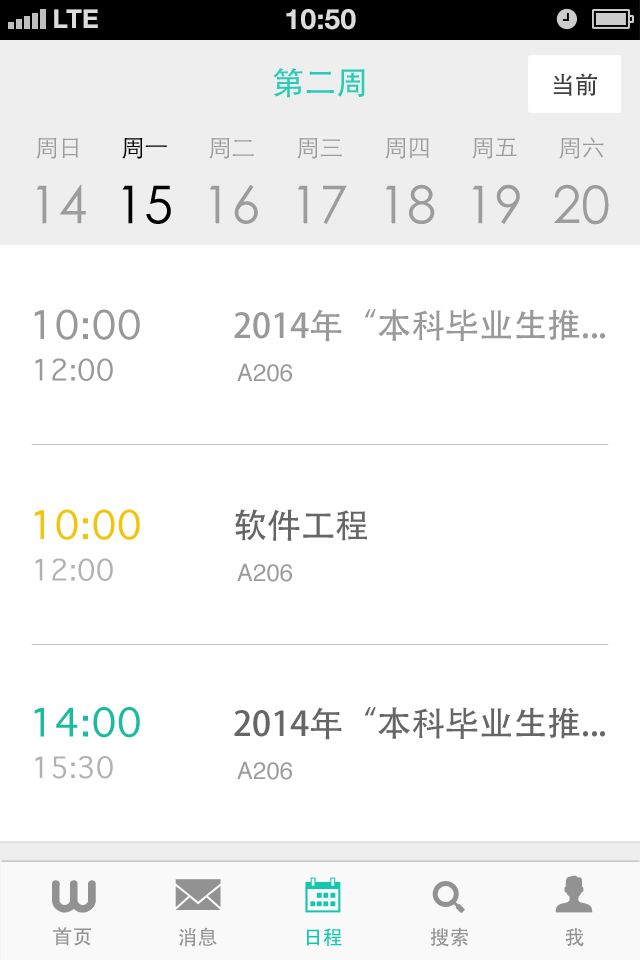 LTE 10:50
第二周 当前
周日 周一 周二 周三 周四 周五 周六
14 15 16 17 18 19 20
10:00 2014年“本科毕业生推...
12:00 A206
10:00 软件工程
12:00 A206
14:00 2014年“本科毕业生推...
15:30 A206
首页 消息 日程 搜索 我